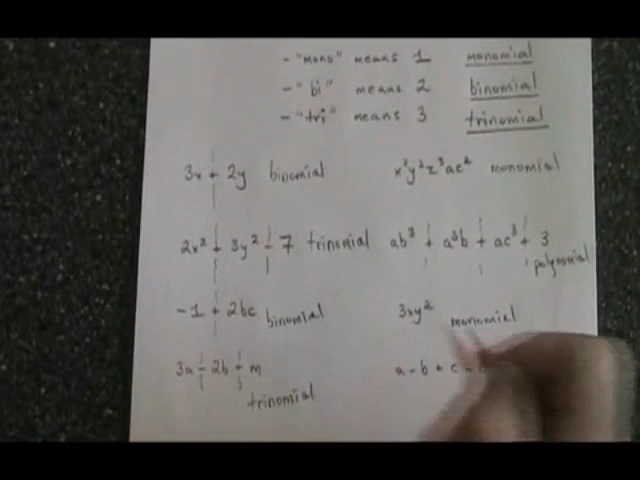 - "mono" means 1 monomial
- "bi" means 2 binomial
- "tri" means 3 trinomial
3x + 2y binomial
x²y²z³ac² monomial
2x² + 3y² - 7 trinomial
ab³ + a³b + ac³ + 3
polynomial
-1 + 2bc binomial
3xy² monomial
3a - 2b + m
trinomial
a - b + c -